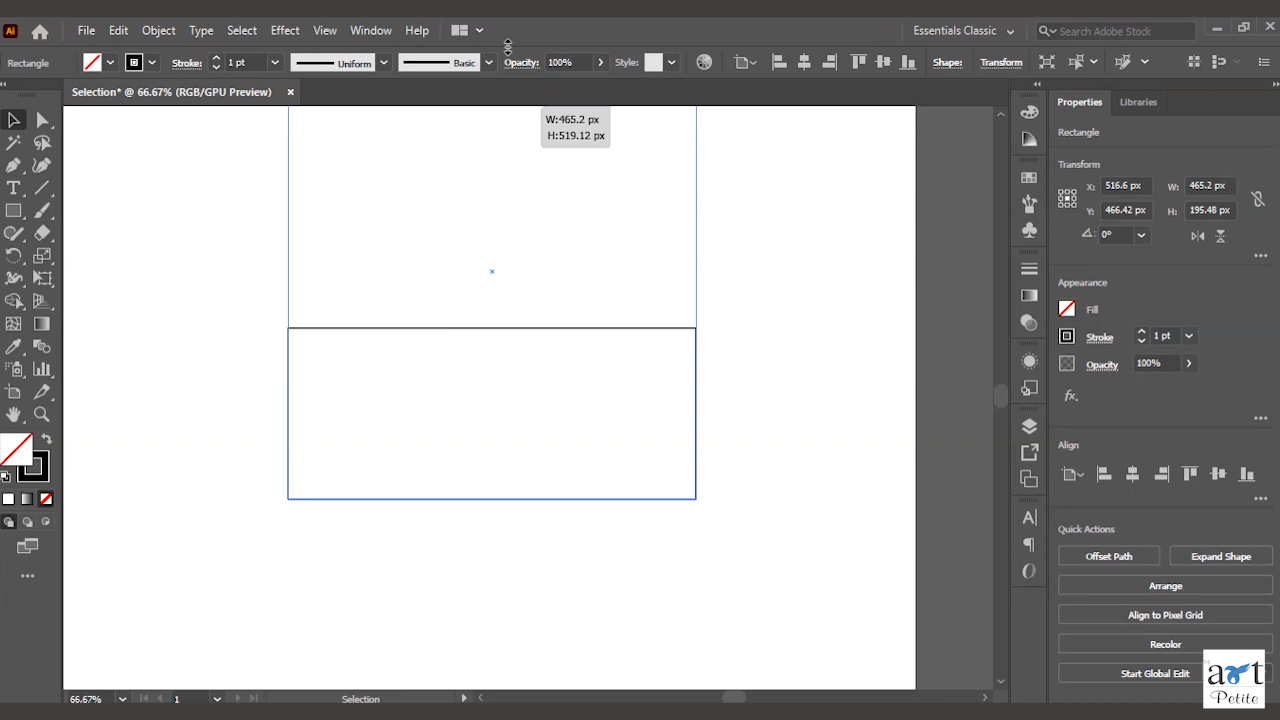 Ai File Edit Object Type Select Effect View Window Help Essentials Classic Search Adobe Stock
Rectangle Stroke: 1 pt Uniform Basic Opacity: 100% Style: Shape: Transform
Selection* @ 66.67% (RGB/GPU Preview) ×
W:465.2 px
H:519.12 px
Properties Libraries
Rectangle
Transform
X: 516.6 px W: 465.2 px
Y: 466.42 px H: 195.48 px
0°
Appearance
Fill
Stroke 1 pt
Opacity 100%
fx.
Align
Quick Actions
Offset Path Expand Shape
Arrange
Align to Pixel Grid
Recolor
Start Global Edit
art
Petite
66.67% 1 Selection